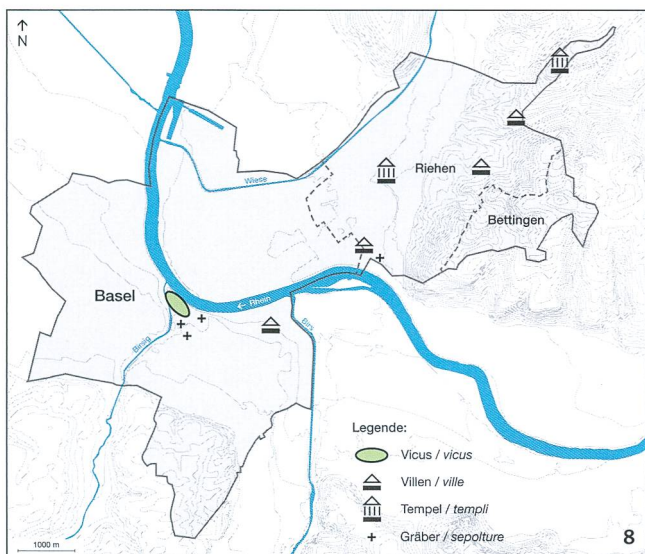 N
Wiese
Riehen
Bettingen
Basel
← Rhein
Birsig
Birs
Legende:
Vicus / vicus
Villen / ville
Tempel / templi
Gräber / sepolture
1000 m
8